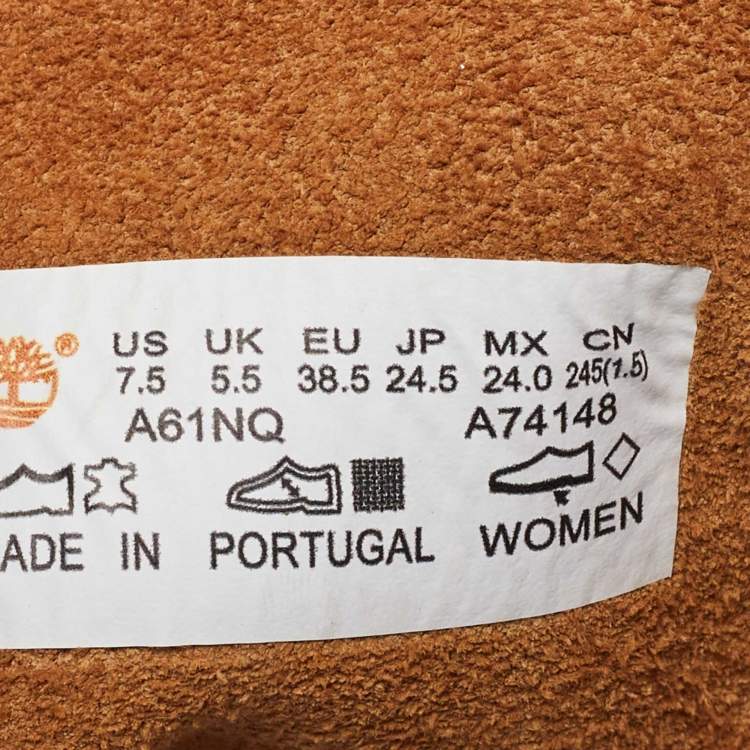 ® US UK EU JP MX CN
7.5 5.5 38.5 24.5 24.0 245(1.5)
A61NQ A74148
ADE IN PORTUGAL WOMEN